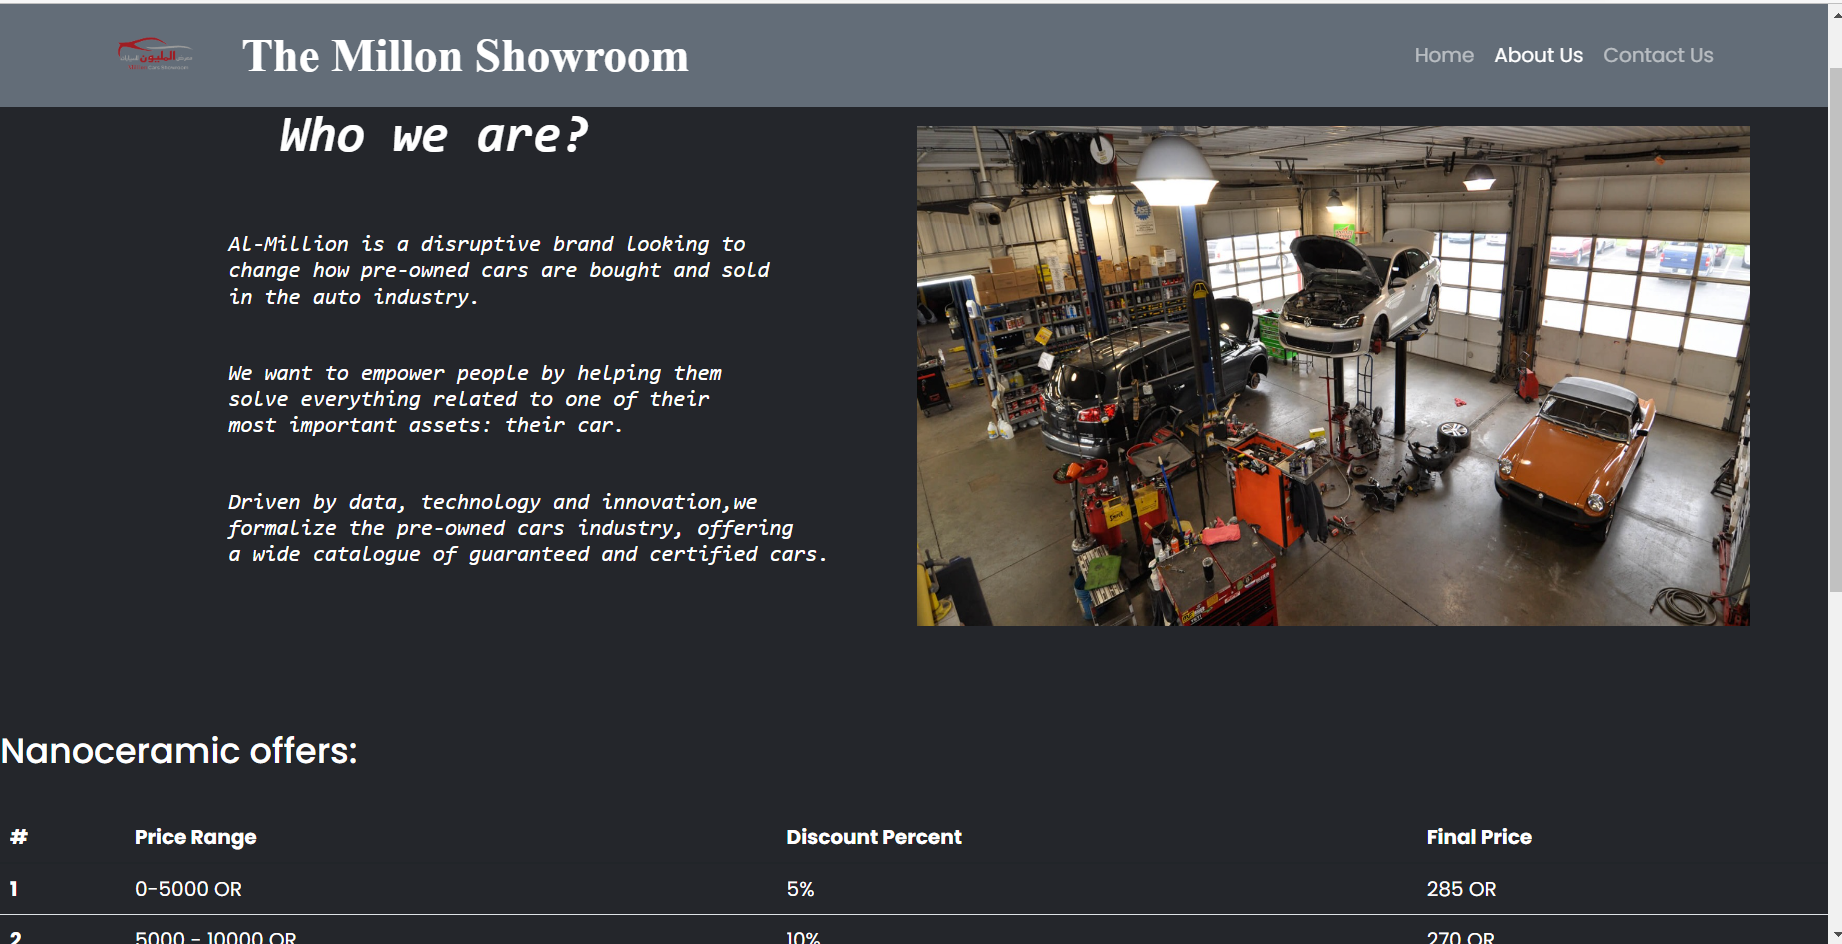 المليون
The Millon Showroom
Home About Us Contact Us
Who we are?
Al-Million is a disruptive brand looking to
change how pre-owned cars are bought and sold
in the auto industry.
We want to empower people by helping them
solve everything related to one of their
most important assets: their car.
Driven by data, technology and innovation,we
formalize the pre-owned cars industry, offering
a wide catalogue of guaranteed and certified cars.
ROTARY LIFT
ASE
Nanoceramic offers:
# Price Range Discount Percent Final Price
1 0-5000 OR 5% 285 OR
2 5000 - 10000 OR 10% 270 OR